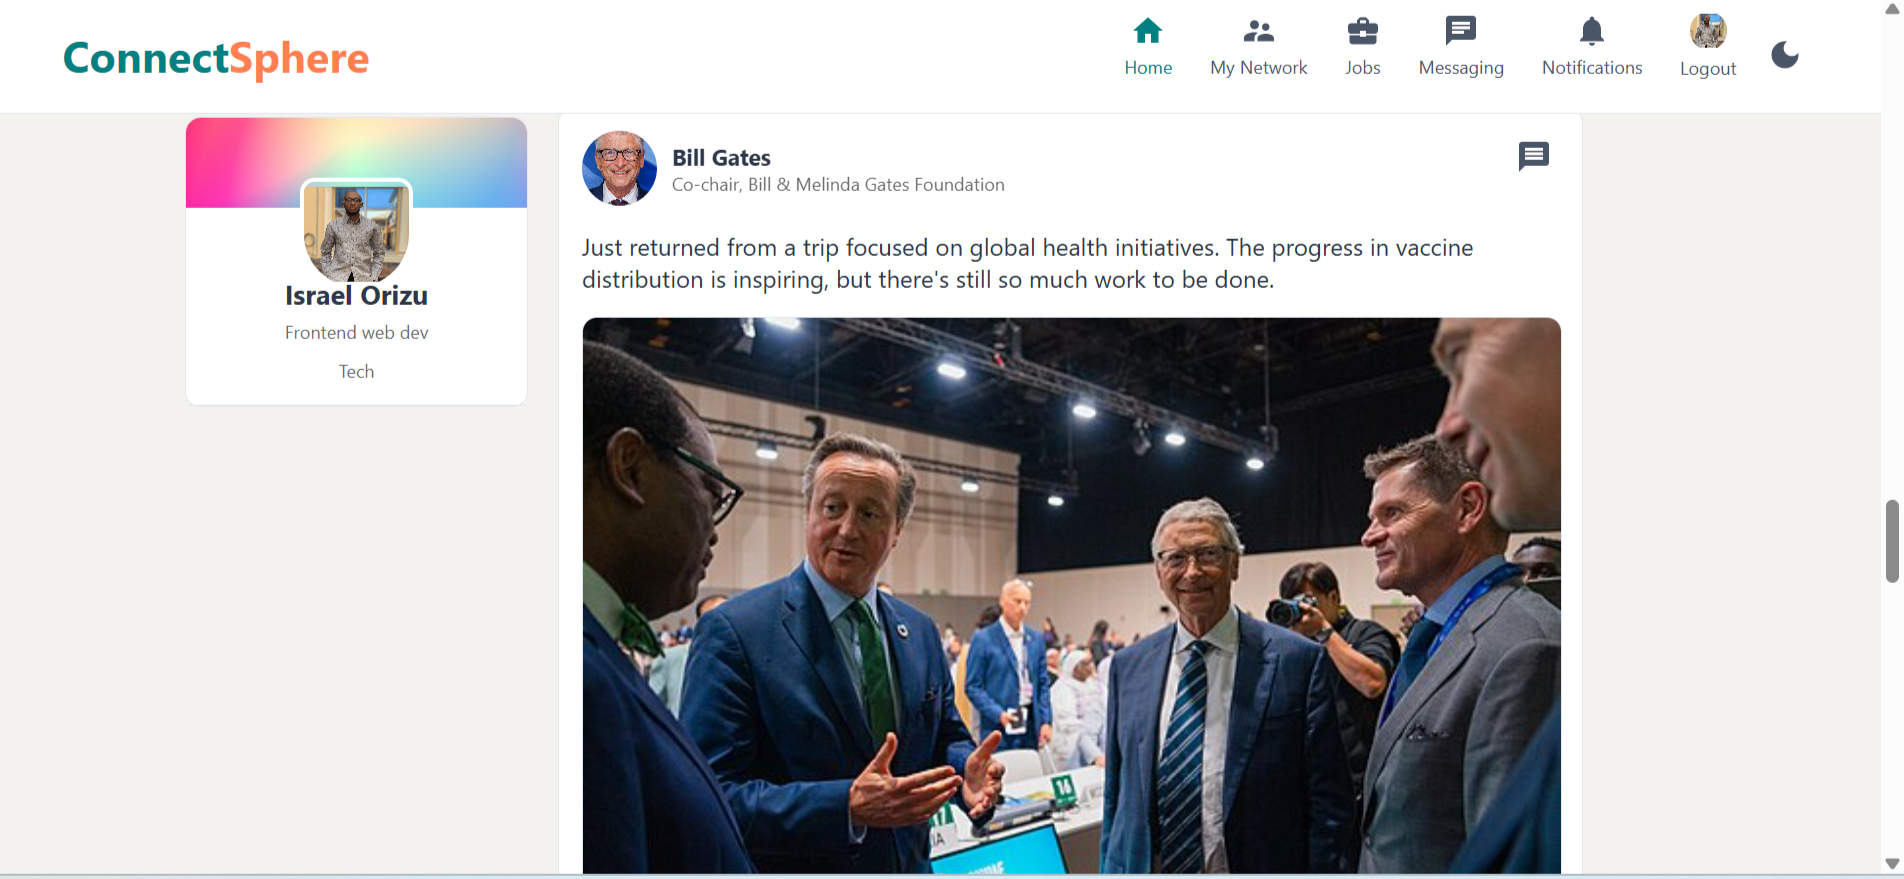 ConnectSphere
Home
My Network
Jobs
Messaging
Notifications
Logout
Israel Orizu
Frontend web dev
Tech
Bill Gates
Co-chair, Bill & Melinda Gates Foundation
Just returned from a trip focused on global health initiatives. The progress in vaccine
distribution is inspiring, but there's still so much work to be done.
16